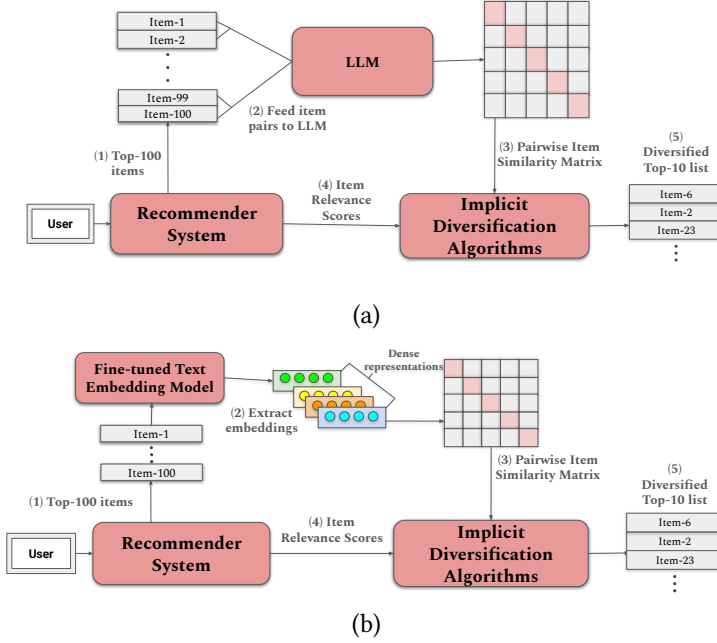 Item-1
Item-2
Item-99
Item-100
LLM
(2) Feed item
pairs to LLM
(1) Top-100
items
(3) Pairwise Item
Similarity Matrix
(4) Item
Relevance
Scores
(5)
Diversified
Top-10 list
User
Recommender
System
Implicit
Diversification
Algorithms
Item-6
Item-2
Item-23
(a)
Fine-tuned Text
Embedding Model
Dense
representations
(2) Extract
embeddings
Item-1
Item-100
(1) Top-100 items
(3) Pairwise Item
Similarity Matrix
(4) Item
Relevance Scores
(5)
Diversified
Top-10 list
User
Recommender
System
Implicit
Diversification
Algorithms
Item-6
Item-2
Item-23
(b)